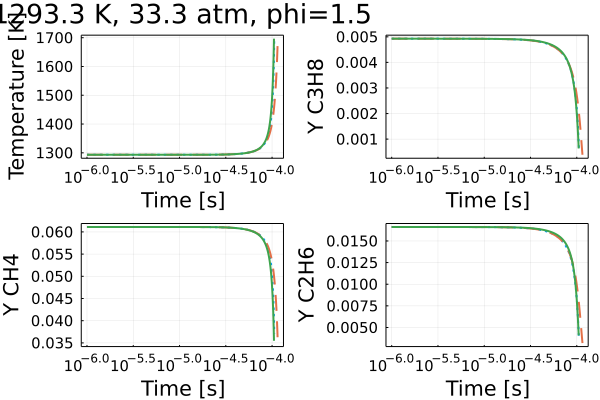 1293.3 K, 33.3 atm, phi=1.5
Temperature [K]
1700
1600
1500
1400
1300
10^-6.0 10^-5.5 10^-5.0 10^-4.5 10^-4.0
Time [s]
Y C3H8
0.005
0.004
0.003
0.002
0.001
10^-6.0 10^-5.5 10^-5.0 10^-4.5 10^-4.0
Time [s]
Y CH4
0.060
0.055
0.050
0.045
0.040
0.035
10^-6.0 10^-5.5 10^-5.0 10^-4.5 10^-4.0
Time [s]
Y C2H6
0.0150
0.0125
0.0100
0.0075
0.0050
10^-6.0 10^-5.5 10^-5.0 10^-4.5 10^-4.0
Time [s]